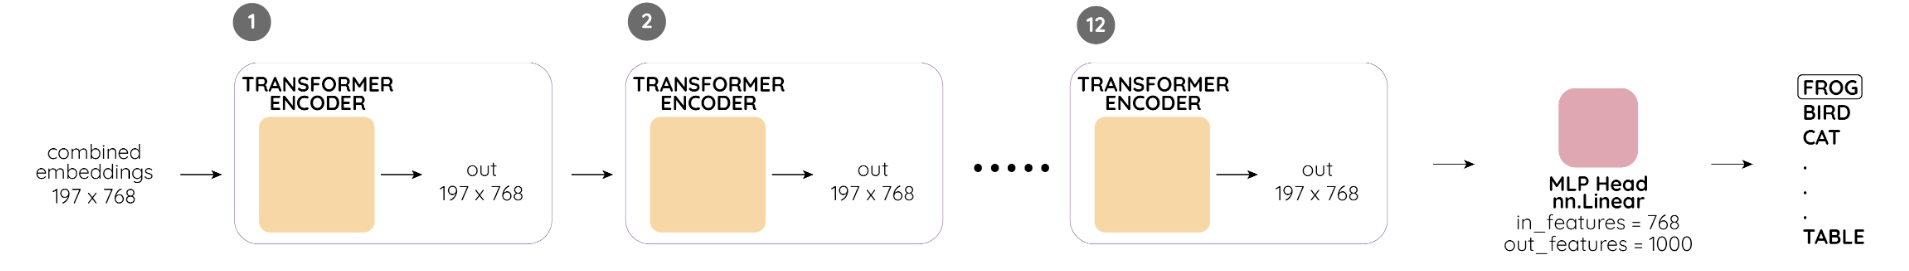 1
2
12
combined
embeddings
197 x 768
TRANSFORMER
ENCODER
out
197 x 768
TRANSFORMER
ENCODER
out
197 x 768
TRANSFORMER
ENCODER
out
197 x 768
MLP Head
nn.Linear
in_features = 768
out_features = 1000
FROG
BIRD
CAT
.
.
.
TABLE